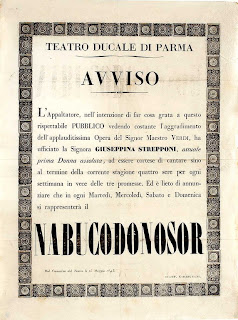 TEATRO DUCALE DI PARMA
AVVISO
L'Appaltatore, nell'intenzione di far cosa grata a questo
rispettabile PUBBLICO vedendo costante l'aggradimento
dell'applauditissima Opera del Signor Maestro VERDI, ha
ufficiato la Signora GIUSEPPINA STREPPONI, attuale
prima Donna assoluta, ad essere cortese di cantare sino
al termine della corrente stagione quattro sere per ogni
settimana in vece delle tre promesse. Ed è lieto di annun-
ziare che in ogni Martedì, Mercoledì, Sabato e Domenica
si rappresenterà il
NABUCODONOSOR